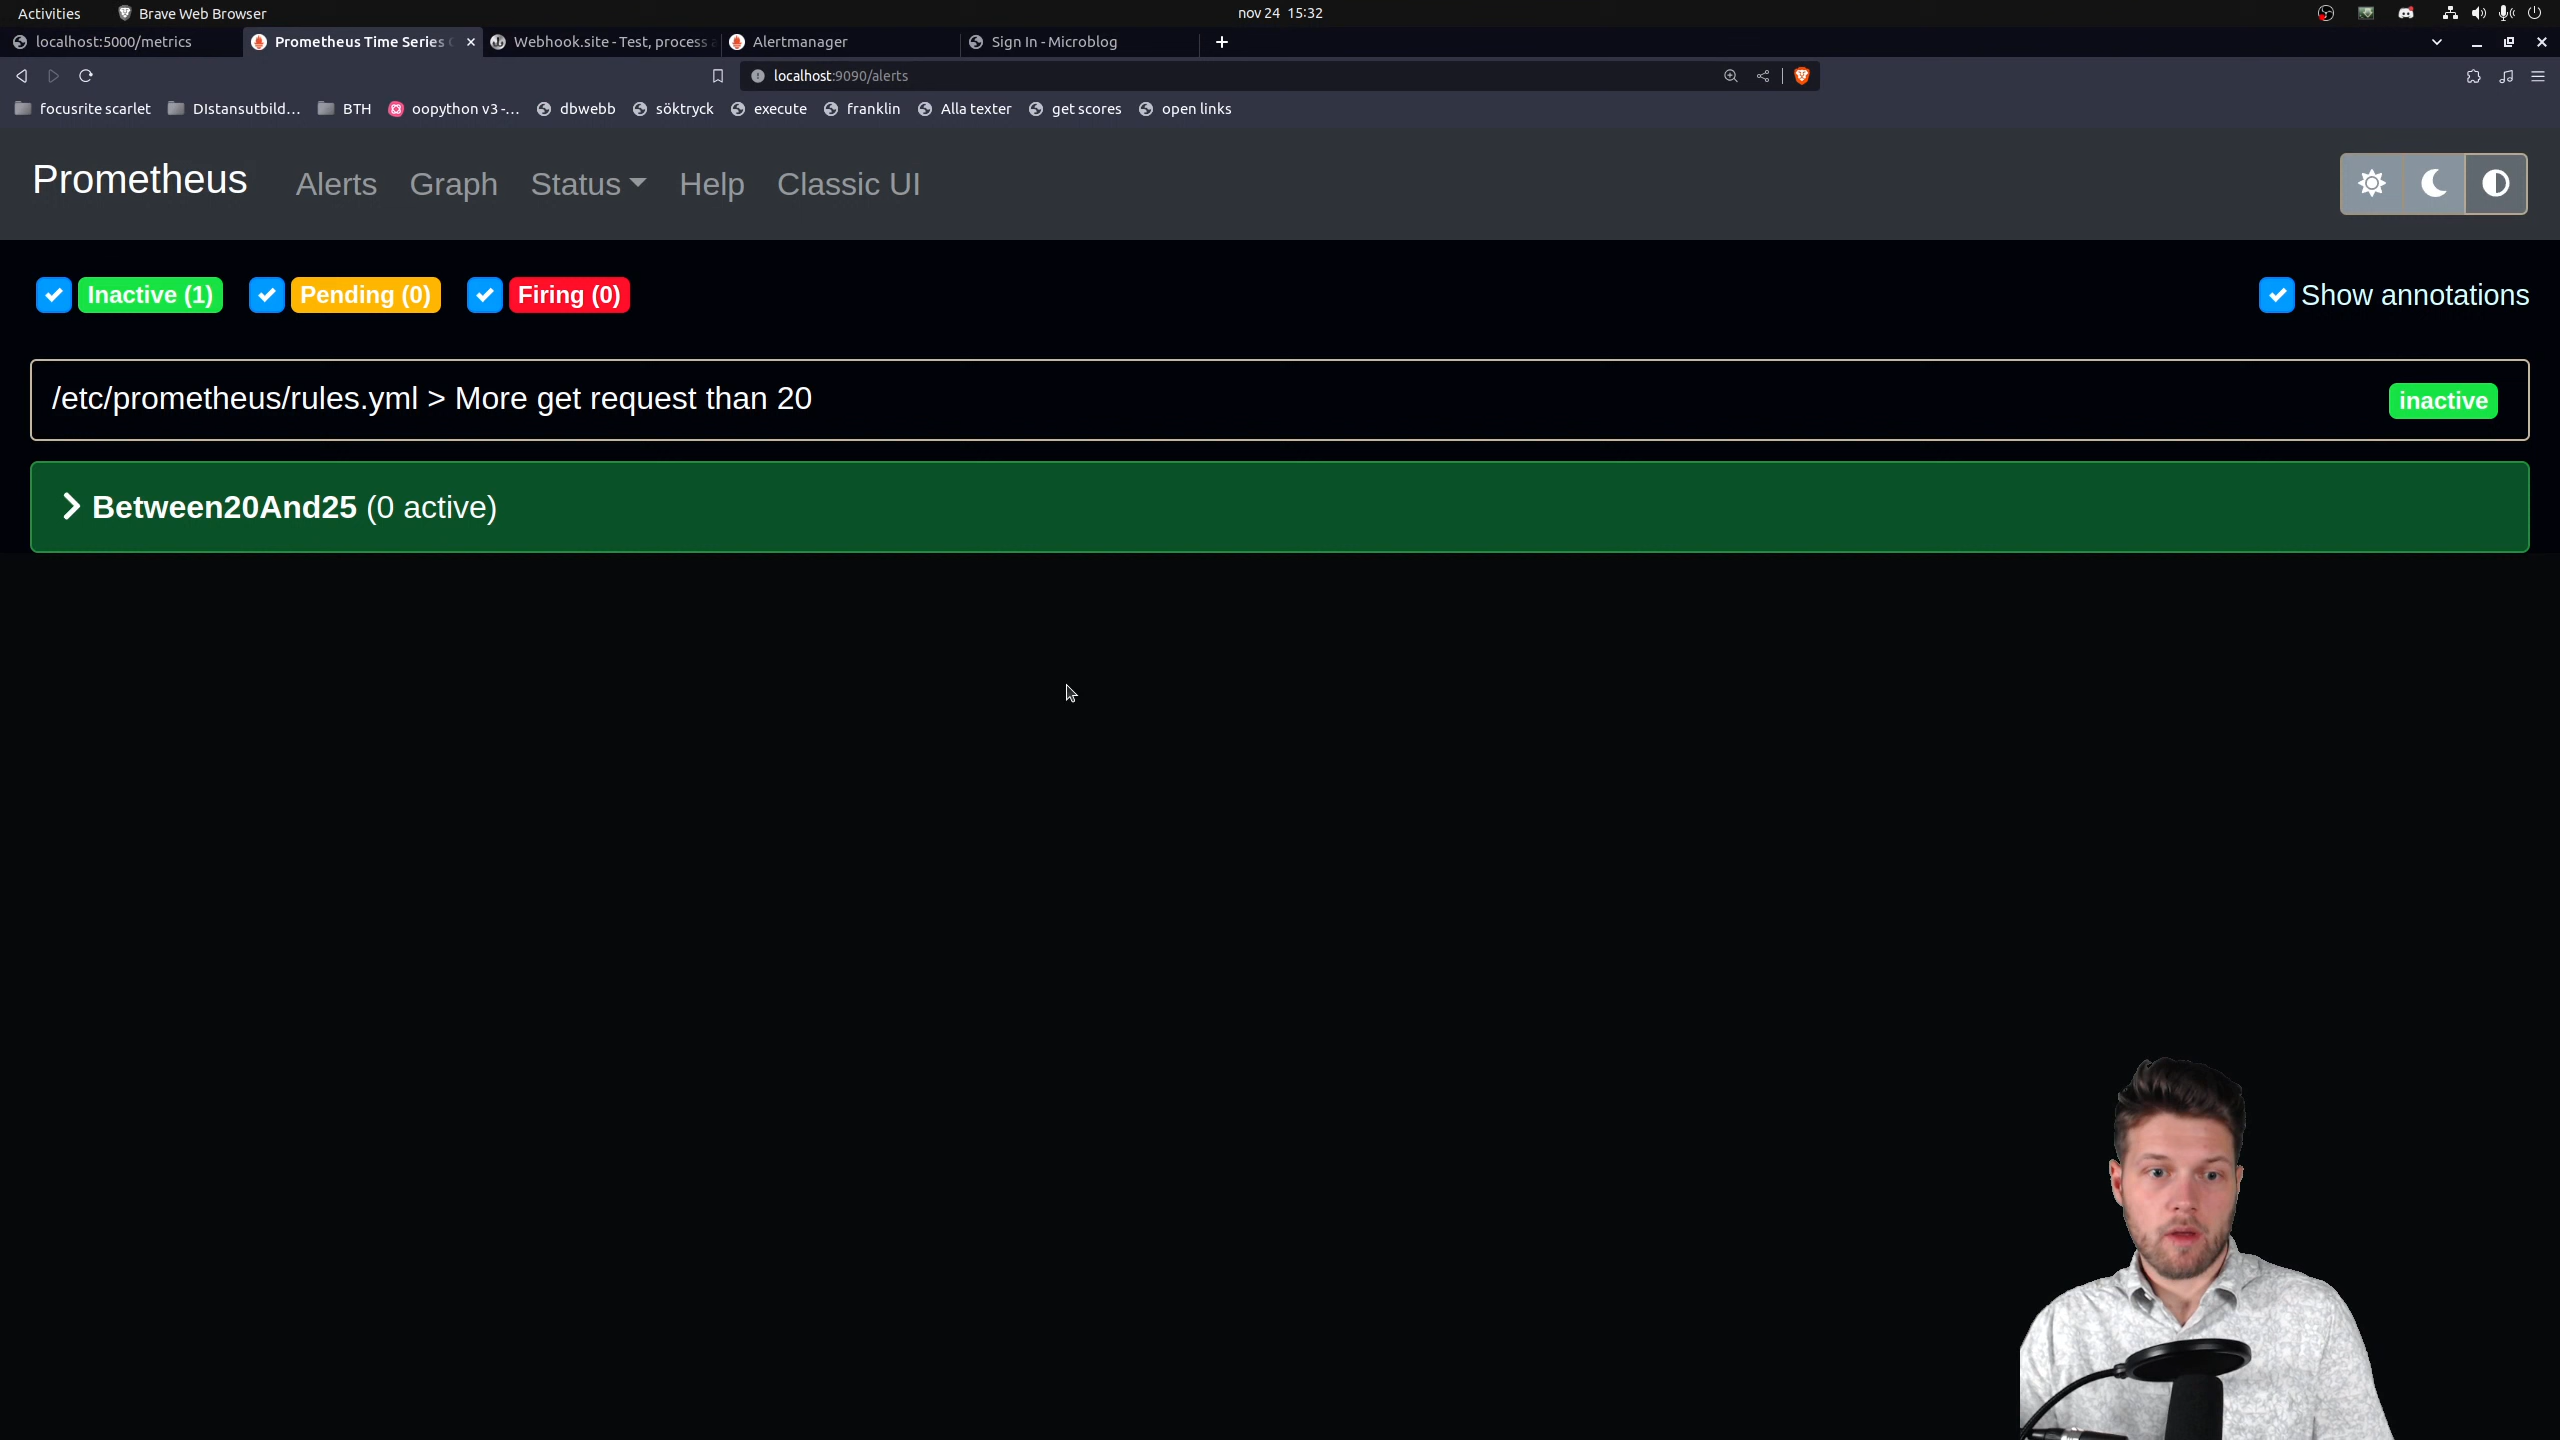 Activities Brave Web Browser nov 24 15:32
localhost:5000/metrics Prometheus Time Series Webhook.site - Test, process Alertmanager Sign In - Microblog
localhost:9090/alerts
focusrite scarlet DIstansutbild... BTH oopython v3 -... dbwebb söktryck execute franklin Alla texter get scores open links
Prometheus Alerts Graph Status Help Classic UI
Inactive (1) Pending (0) Firing (0) Show annotations
/etc/prometheus/rules.yml > More get request than 20 inactive
Between20And25 (0 active)